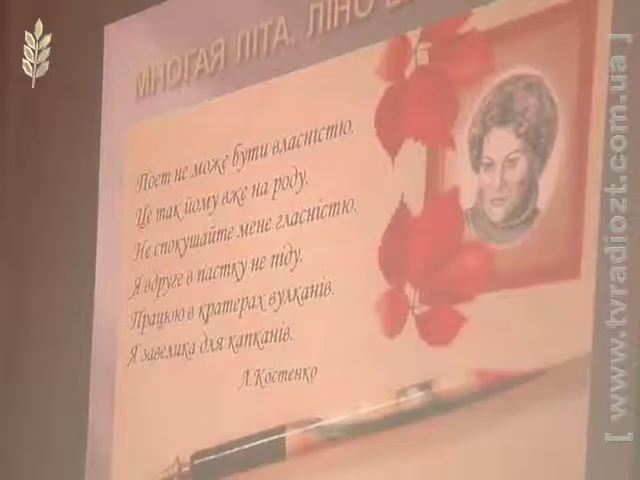 МНОГАЯ ЛІТА, ЛІНО
Поет не може бути власністю.
Це так йому вже на роду.
Не спокушайте мене гласністю.
Я вдруге в пастку не піду.
Працюю в кратерах вулканів.
Я завелика для капканів.
Л.Костенко
[ www.tvradiozt.com.ua ]